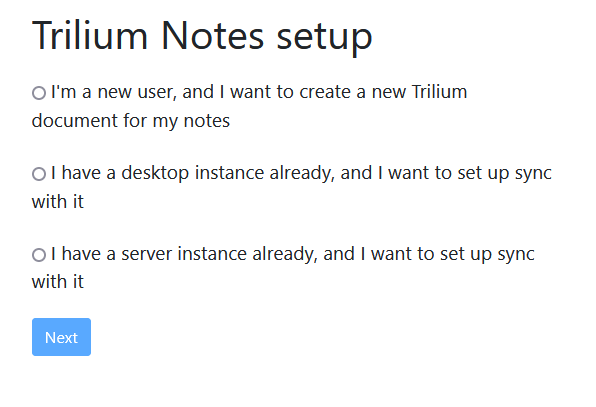 Trilium Notes setup
I'm a new user, and I want to create a new Trilium
document for my notes
I have a desktop instance already, and I want to set up sync
with it
I have a server instance already, and I want to set up sync
with it
Next